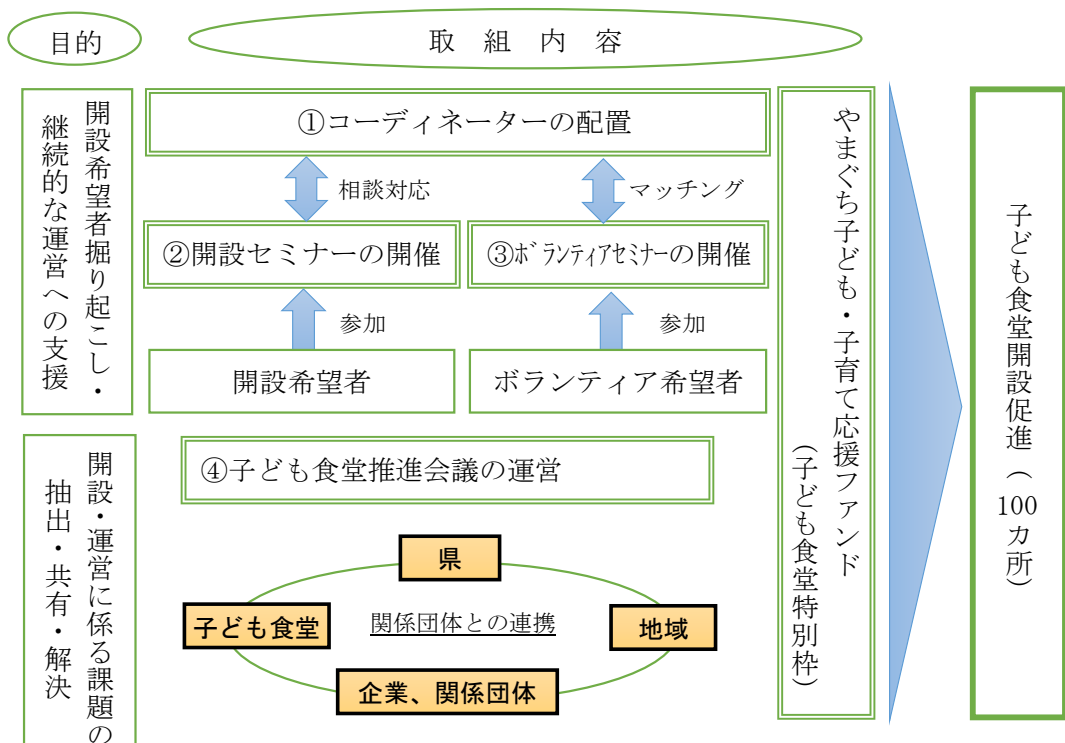 目的
取組内容
開設希望者掘り起こし・
継続的な運営への支援
①コーディネーターの配置
相談対応
マッチング
②開設セミナーの開催
③ボランティアセミナーの開催
参加
参加
開設希望者
ボランティア希望者
開設・運営に係る課題の
抽出・共有・解決
④子ども食堂推進会議の運営
県
子ども食堂
関係団体との連携
地域
企業、関係団体
やまぐち子ども・子育て応援ファンド
(子ども食堂特別枠)
子ども食堂開設促進(100カ所)